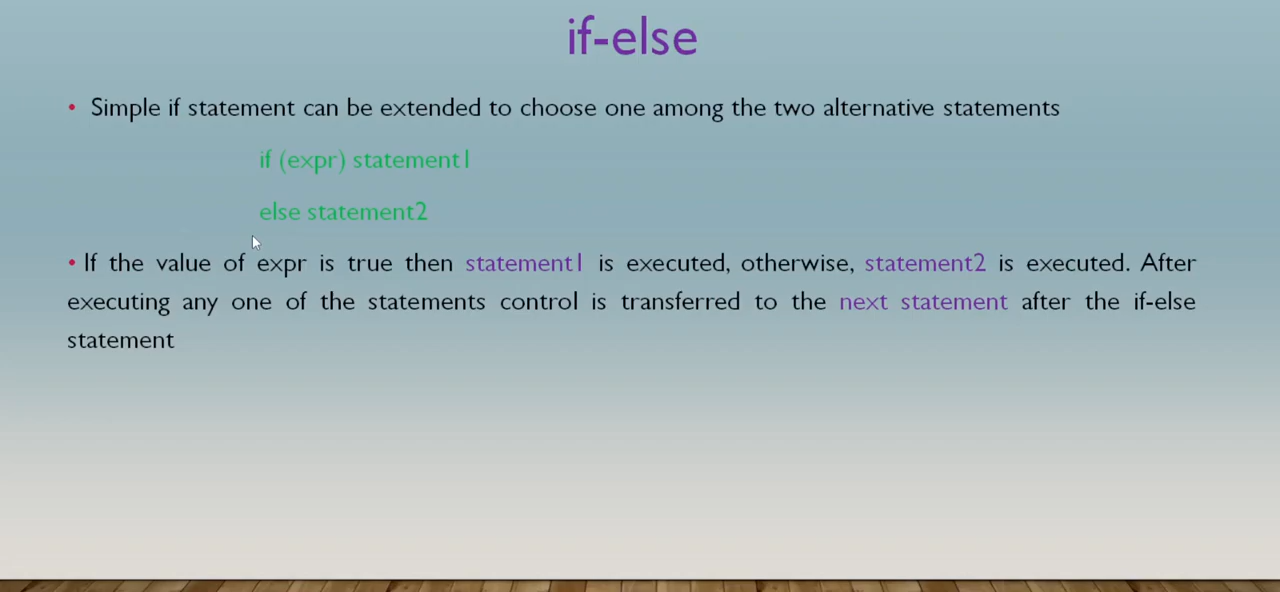 if-else
• Simple if statement can be extended to choose one among the two alternative statements
if (expr) statement1
else statement2
• If the value of expr is true then statement1 is executed, otherwise, statement2 is executed. After
executing any one of the statements control is transferred to the next statement after the if-else
statement